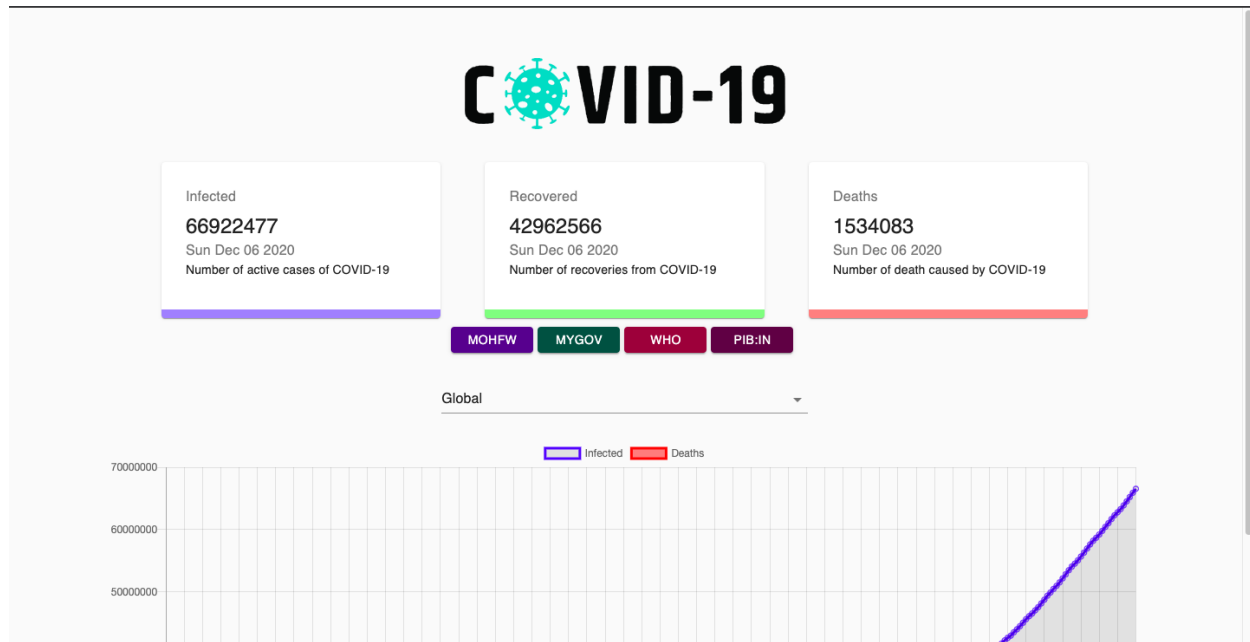 COVID-19
Infected
66922477
Sun Dec 06 2020
Number of active cases of COVID-19
Recovered
42962566
Sun Dec 06 2020
Number of recoveries from COVID-19
Deaths
1534083
Sun Dec 06 2020
Number of death caused by COVID-19
MOHFW MYGOV WHO PIB:IN
Global
Infected Deaths
70000000
60000000
50000000